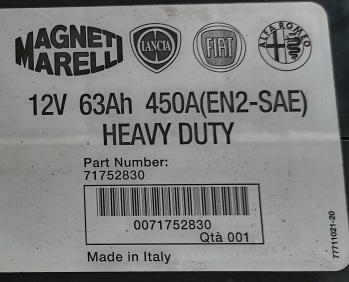 MAGNETI MARELLI
LANCIA
FIAT
ALFA ROMEO
12V 63Ah 450A(EN2-SAE)
HEAVY DUTY
Part Number:
71752830
0071752830
Qtà 001
Made in Italy
77711021-20